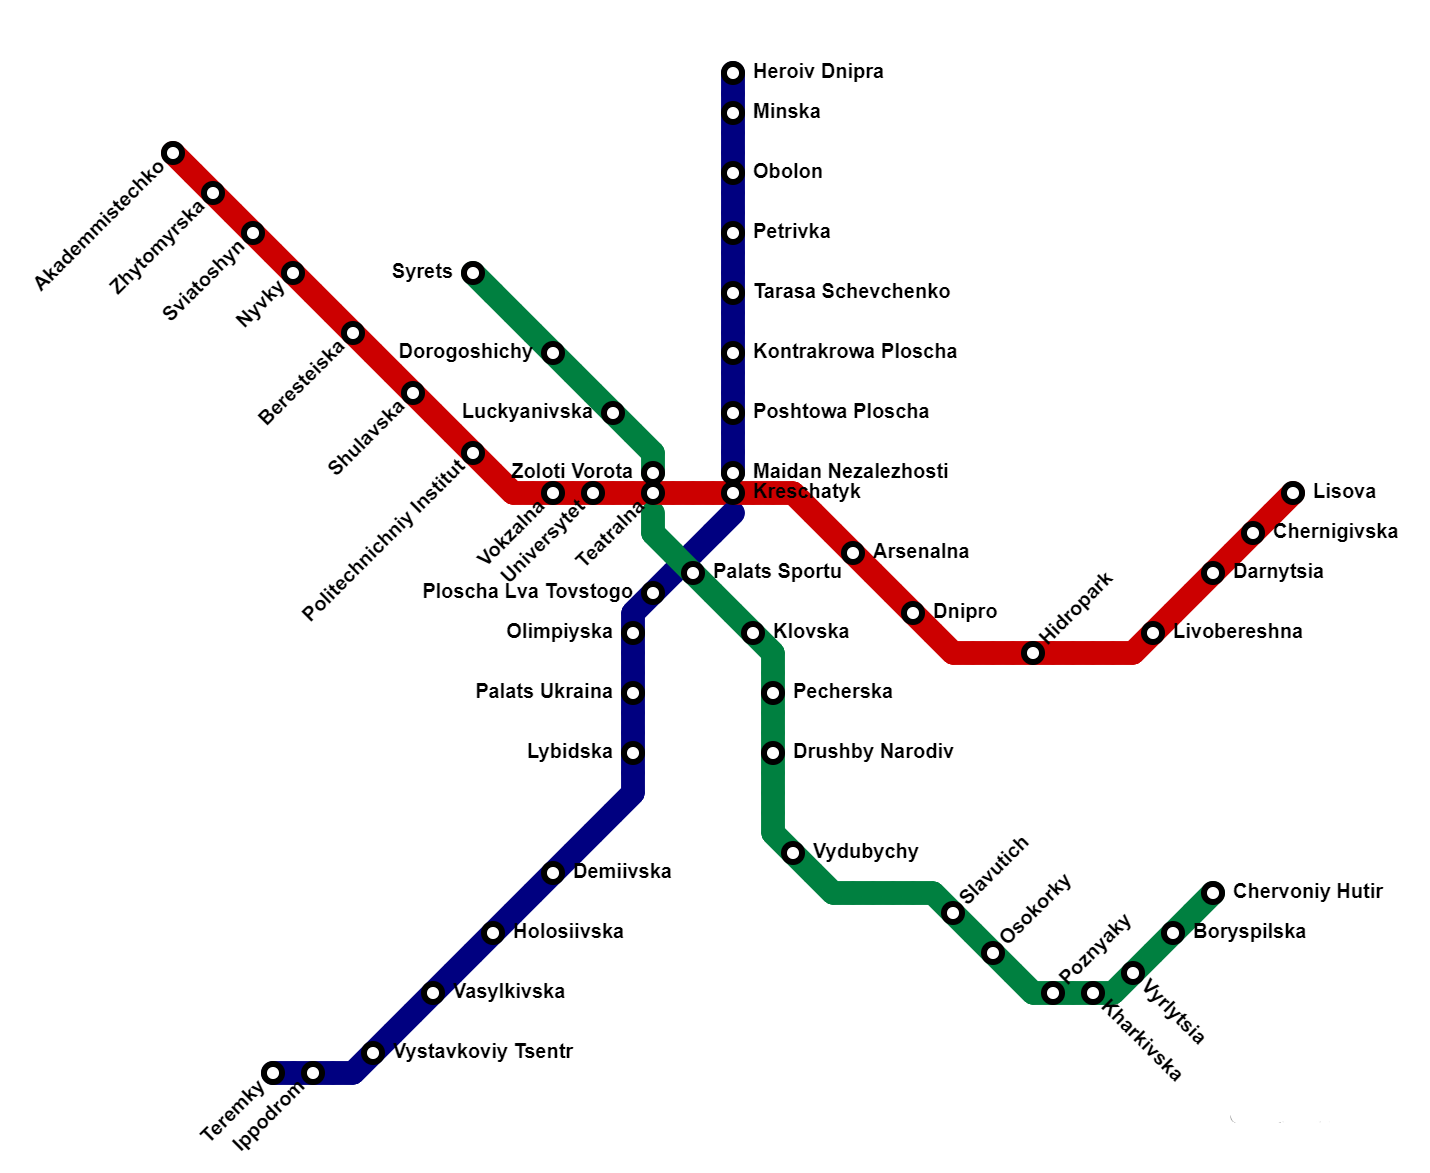 Heroiv Dnipra
Minska
Obolon
Petrivka
Tarasa Schevchenko
Kontrakrowa Ploscha
Poshtowa Ploscha
Maidan Nezalezhosti
Kreschatyk
Akademmistechko
Zhytomyrska
Sviatoshyn
Nyvky
Beresteiska
Shulavska
Politechnichniy Institut
Vokzalna
Universytet
Teatralna
Syrets
Dorogoshichy
Luckyanivska
Zoloti Vorota
Arsenalna
Dnipro
Hidropark
Livobereshna
Darnytsia
Chernigivska
Lisova
Palats Sportu
Klovska
Pecherska
Drushby Narodiv
Vydubychy
Slavutich
Osokorky
Poznyaky
Kharkivska
Vyrlytsia
Boryspilska
Chervoniy Hutir
Ploscha Lva Tovstogo
Olimpiyska
Palats Ukraina
Lybidska
Demiivska
Holosiivska
Vasylkivska
Vystavkoviy Tsentr
Ippodrom
Teremky